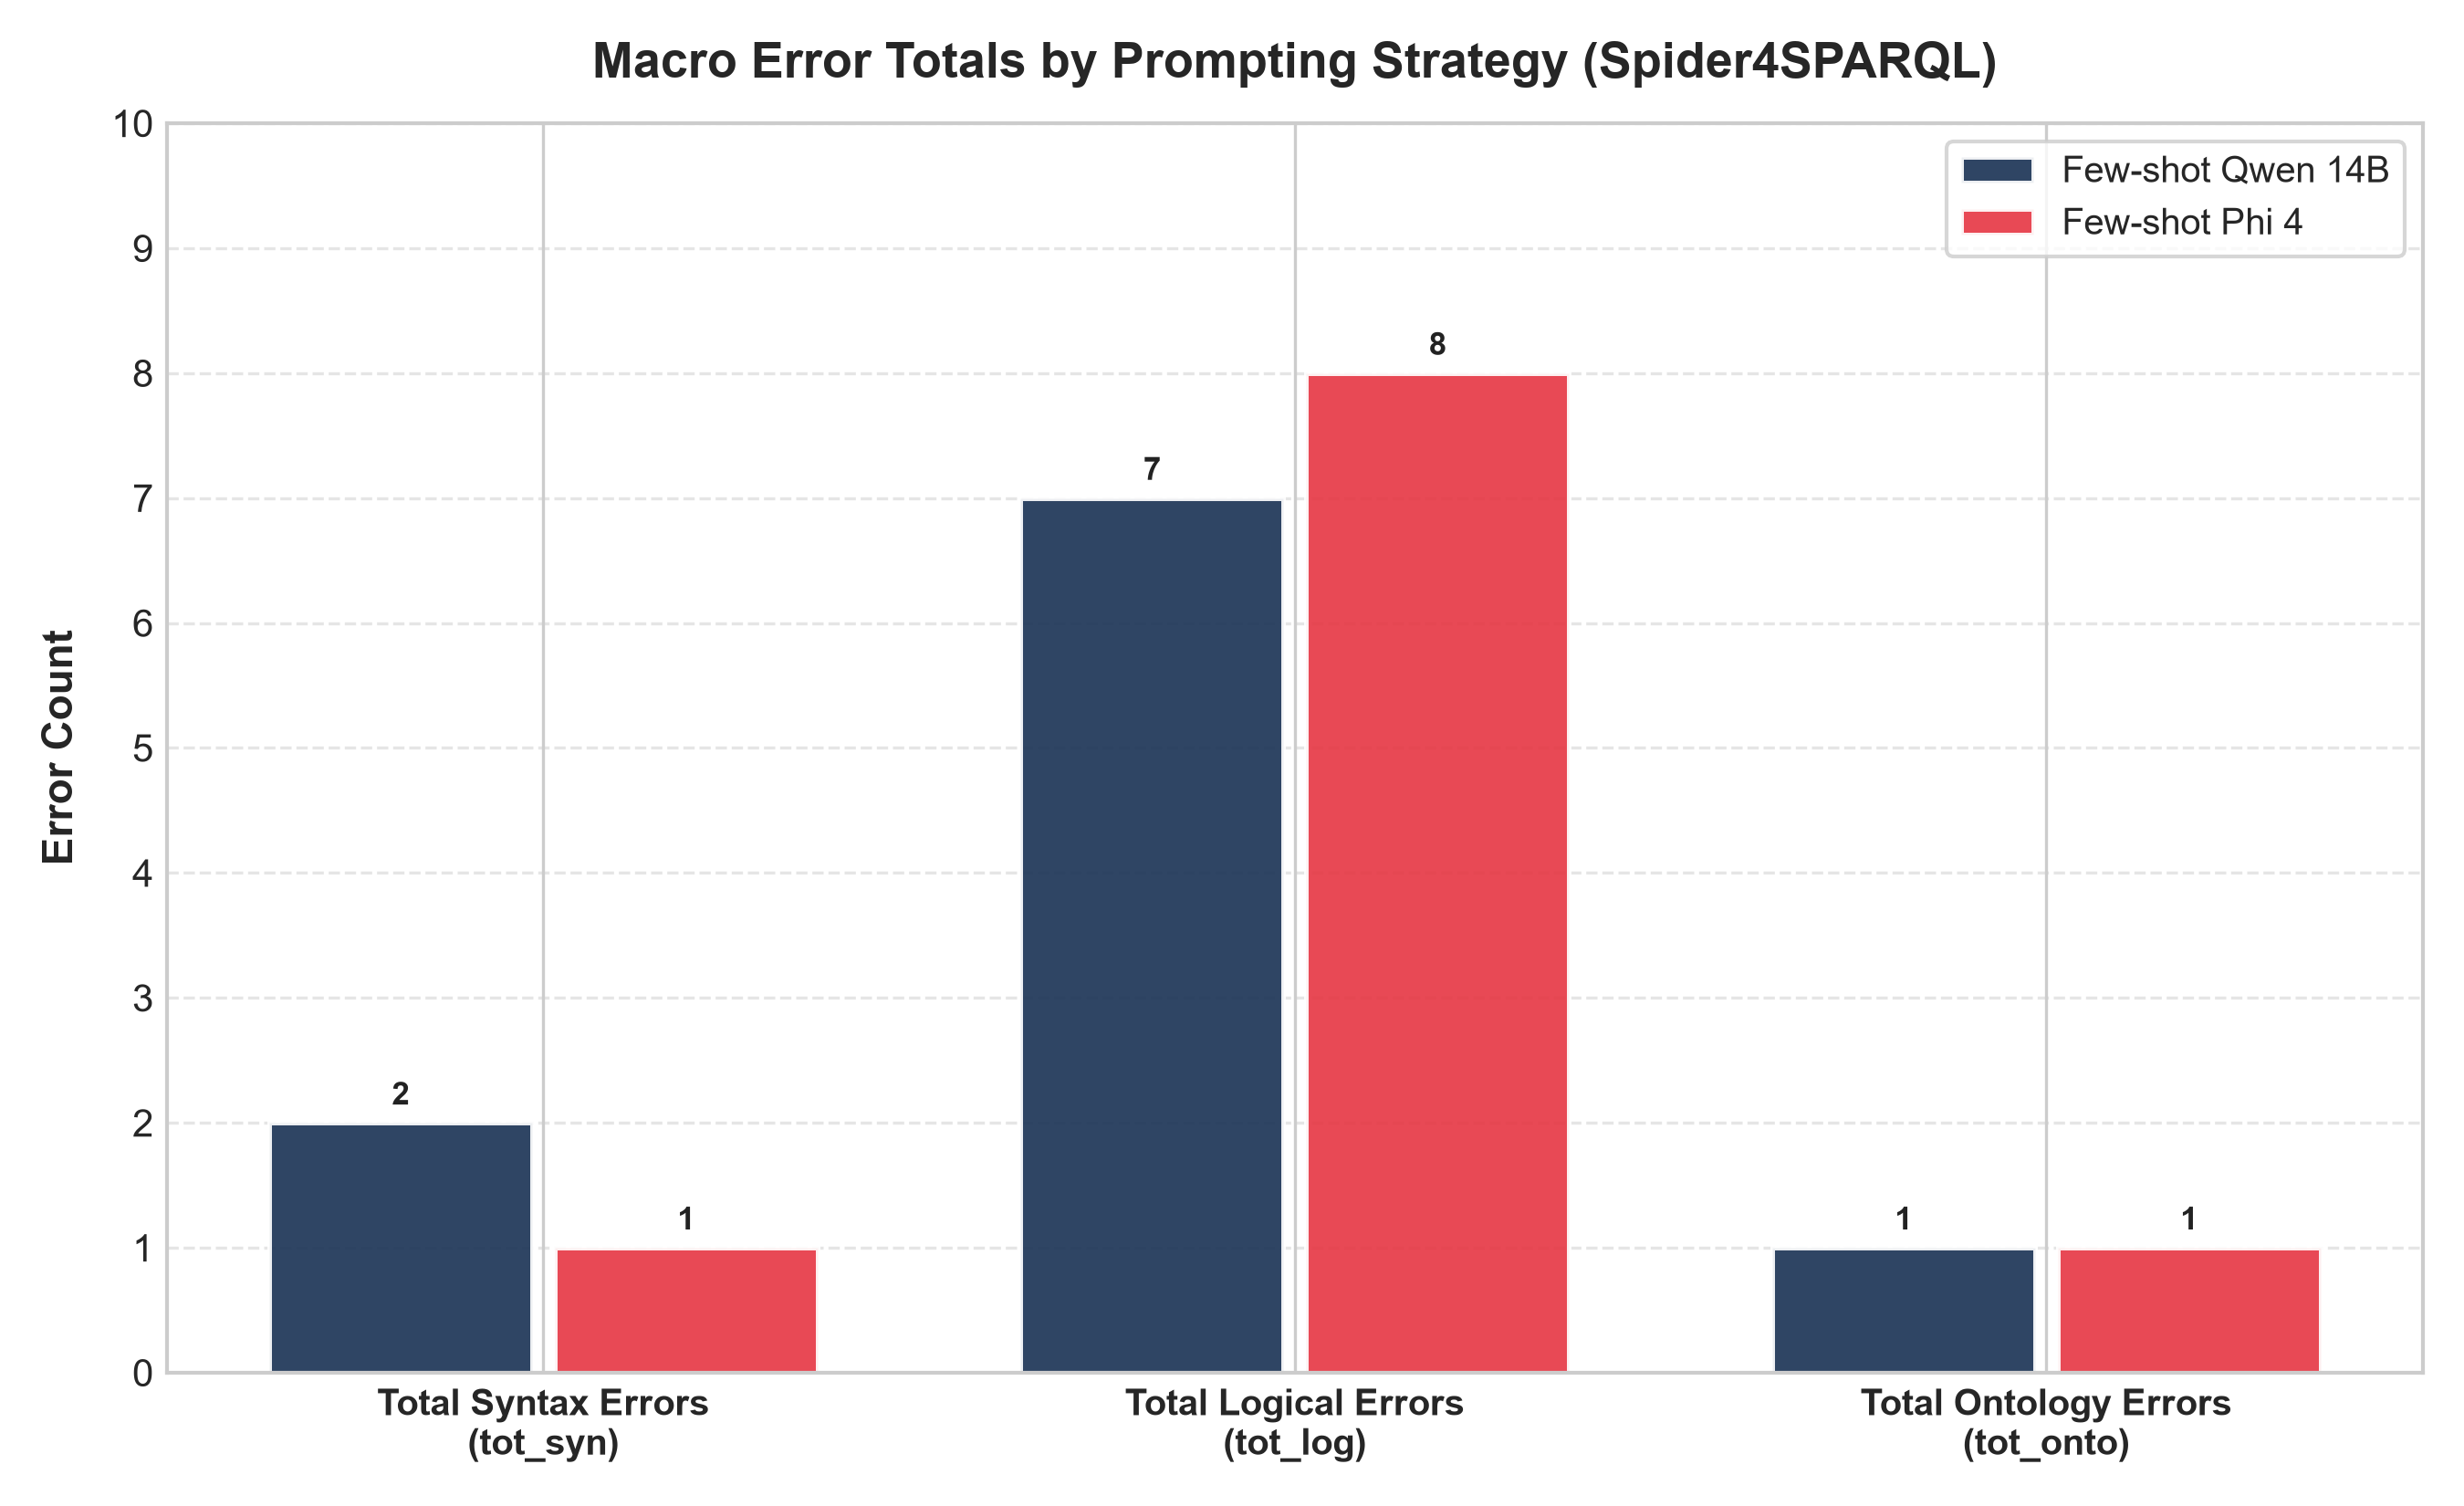 Macro Error Totals by Prompting Strategy (Spider4SPARQL)
10
9
8
7
6
5
4
3
2
1
0
Error Count
Few-shot Qwen 14B
Few-shot Phi 4
2
1
7
8
1
1
Total Syntax Errors
(tot_syn)
Total Logical Errors
(tot_log)
Total Ontology Errors
(tot_onto)